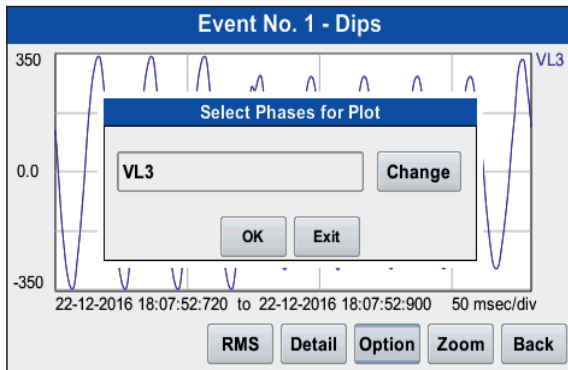 Event No. 1 - Dips
350
VL3
Select Phases for Plot
0.0
VL3
Change
OK
Exit
-350
22-12-2016 18:07:52:720 to 22-12-2016 18:07:52:900 50 msec/div
RMS
Detail
Option
Zoom
Back